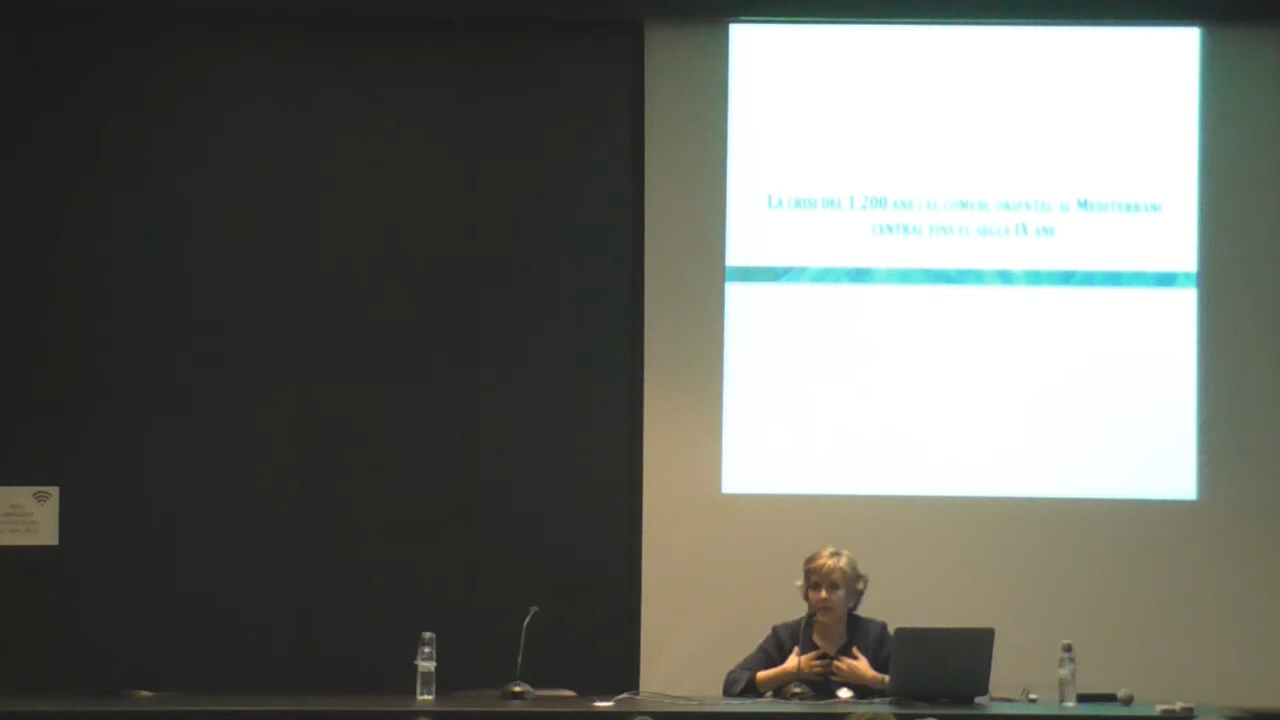 LA CRISI DEL 1.200 ANE I EL COMERÇ ORIENTAL AL MEDITERRANI
CENTRAL FINS EL SEGLE IX ANE